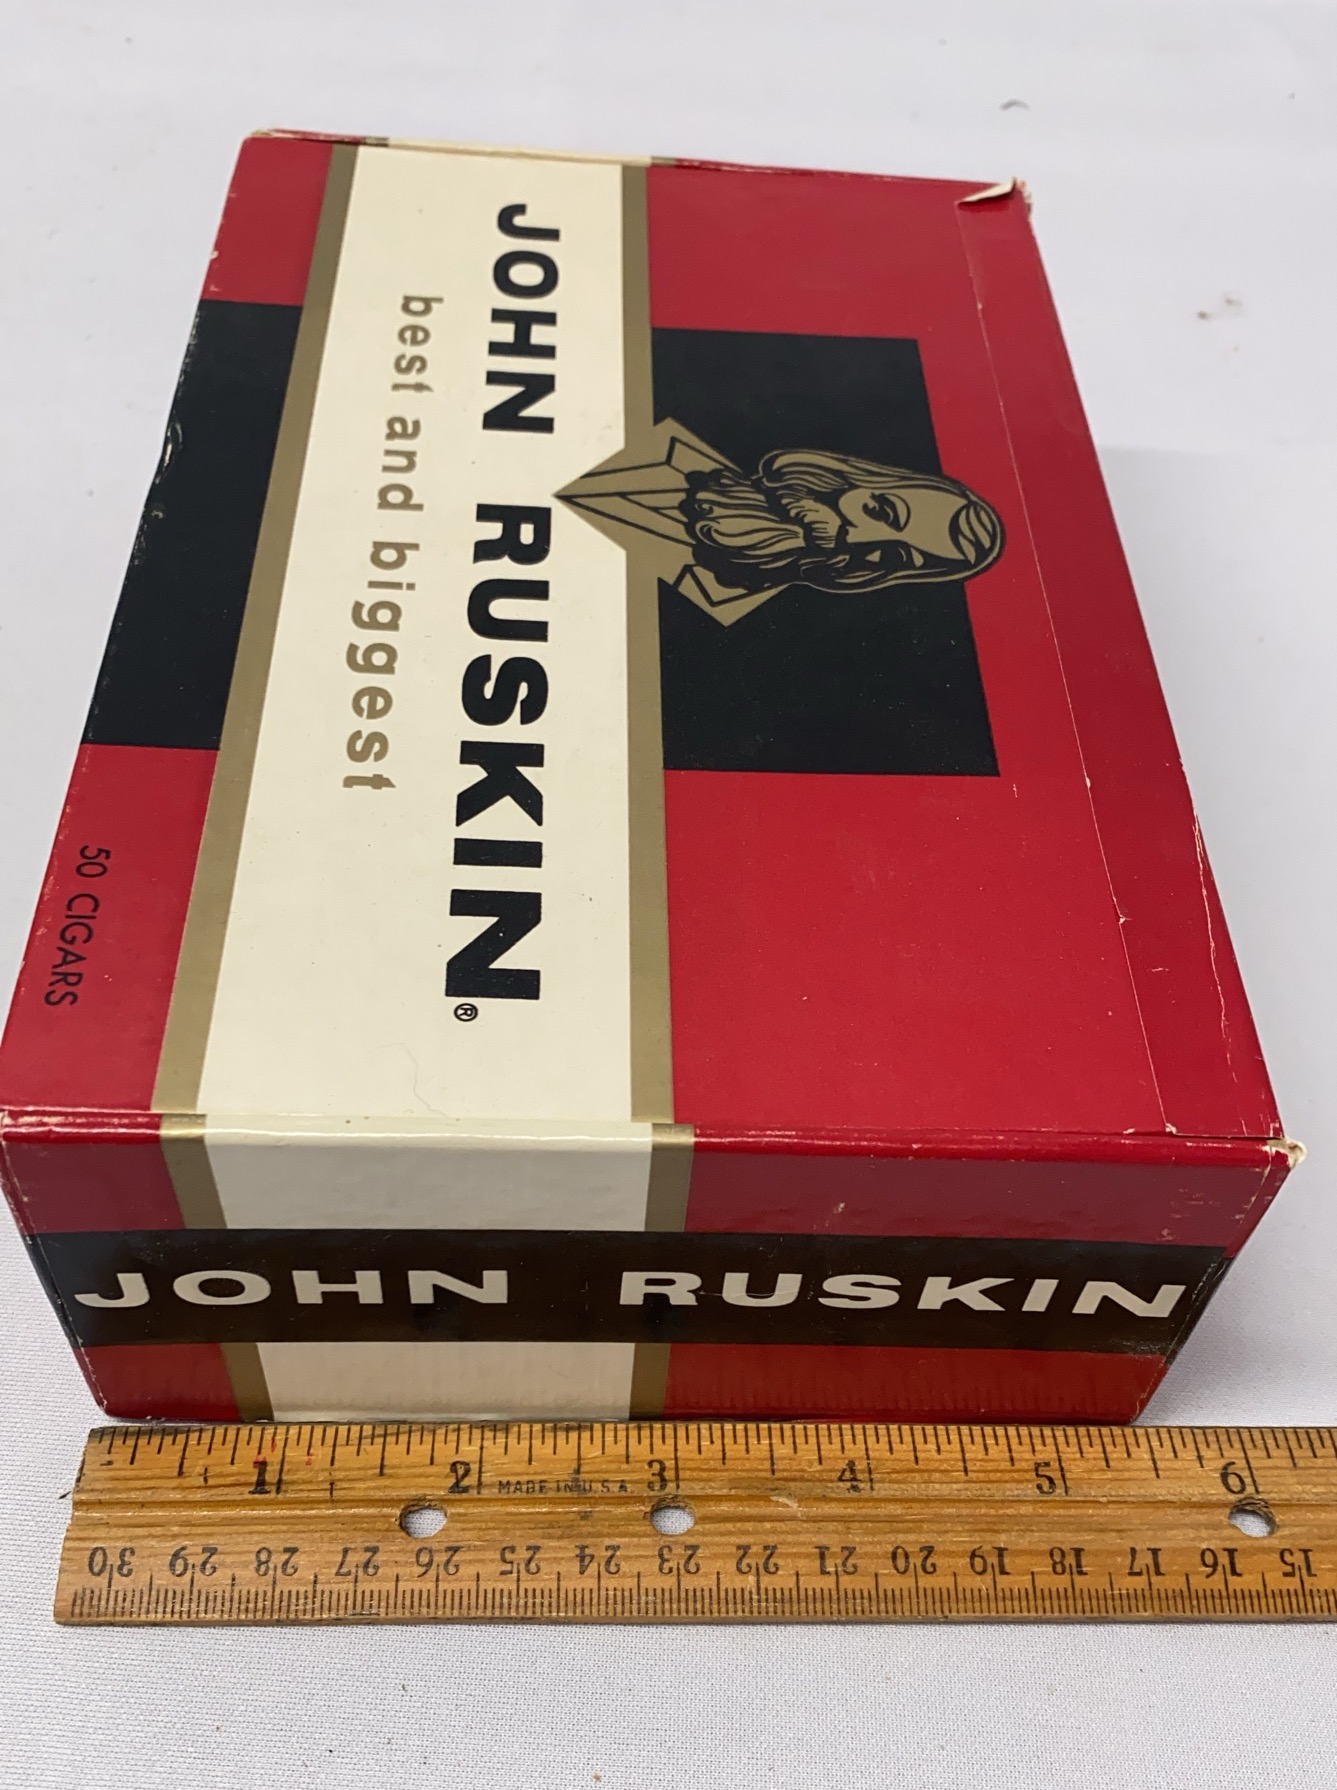 JOHN RUSKIN®
best and biggest
50 CIGARS
JOHN RUSKIN
1 2 MADE IN U.S.A. 3 4 5 6
30 29 28 27 26 25 24 23 22 21 20 19 18 17 16 15